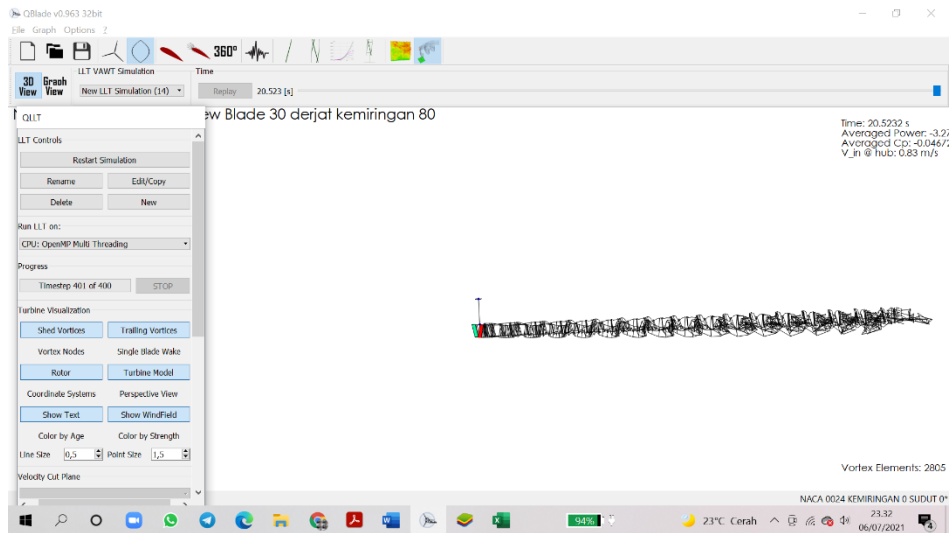 QBlade v0.963 32bit
File Graph Options ?
360°
3D View
Graph View
LLT VAWT Simulation
New LLT Simulation (14)
Time
Replay
20.523 [s]
ew Blade 30 derjat kemiringan 80
QLLT
LLT Controls
Restart Simulation
Rename Edit/Copy
Delete New
Run LLT on:
CPU: OpenMP Multi Threading
Progress
Timestep 401 of 400 STOP
Turbine Visualization
Shed Vortices Trailing Vortices
Vortex Nodes Single Blade Wake
Rotor Turbine Model
Coordinate Systems Perspective View
Show Text Show WindField
Color by Age Color by Strength
Line Size 0,5 Point Size 1,5
Velocity Cut Plane
Time: 20.5232 s
Averaged Power: -3.27
Averaged Cp: -0.0467
V_in @ hub: 0.83 m/s
Vortex Elements: 2805
NACA 0024 KEMIRINGAN 0 SUDUT 0°
94%
23°C Cerah
23.32
06/07/2021
4